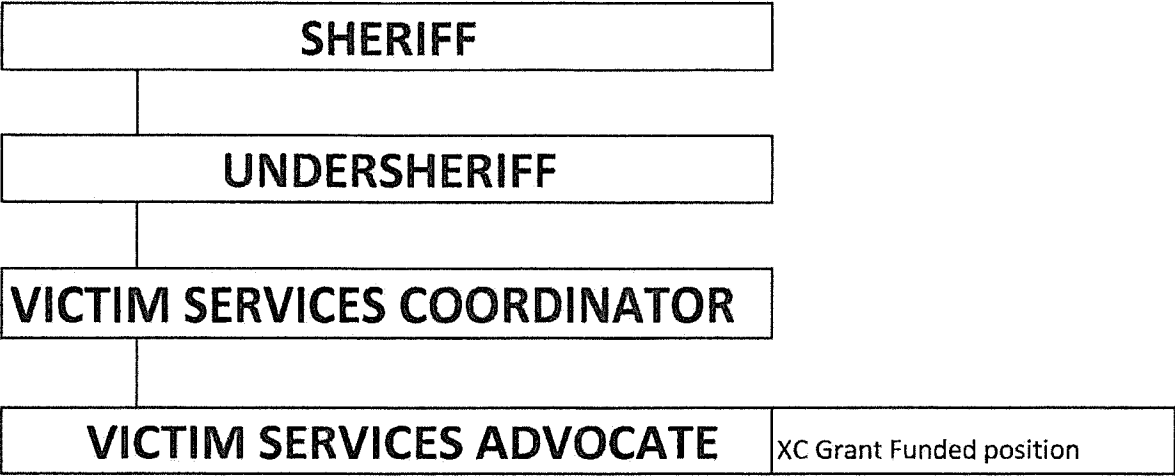 SHERIFF
UNDERSHERIFF
VICTIM SERVICES COORDINATOR
VICTIM SERVICES ADVOCATE XC Grant Funded position